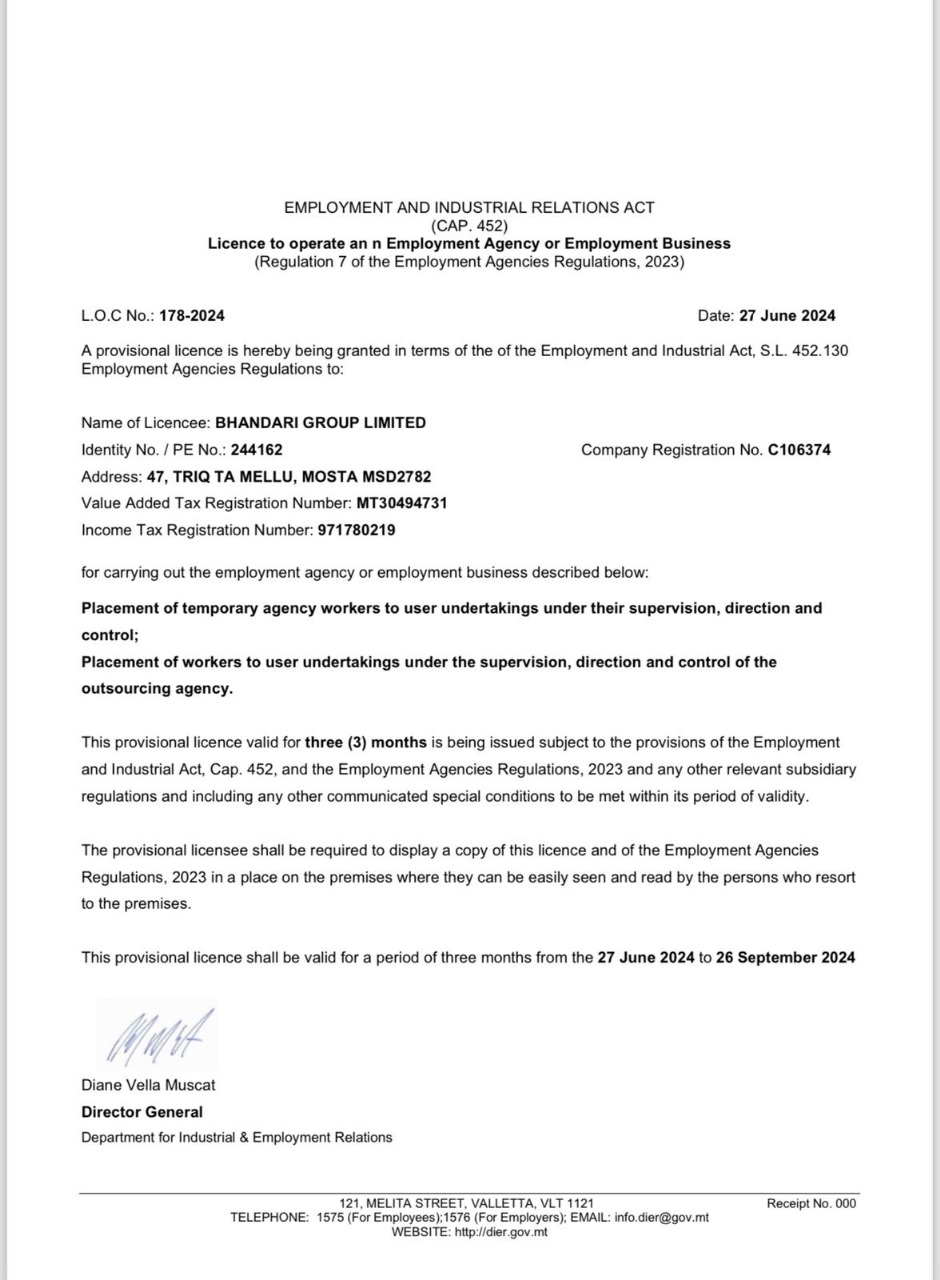 EMPLOYMENT AND INDUSTRIAL RELATIONS ACT
(CAP. 452)
Licence to operate an n Employment Agency or Employment Business
(Regulation 7 of the Employment Agencies Regulations, 2023)
L.O.C No.: 178-2024 Date: 27 June 2024
A provisional licence is hereby being granted in terms of the of the Employment and Industrial Act, S.L. 452.130
Employment Agencies Regulations to:
Name of Licencee: BHANDARI GROUP LIMITED
Identity No. / PE No.: 244162 Company Registration No. C106374
Address: 47, TRIQ TA MELLU, MOSTA MSD2782
Value Added Tax Registration Number: MT30494731
Income Tax Registration Number: 971780219
for carrying out the employment agency or employment business described below:
Placement of temporary agency workers to user undertakings under their supervision, direction and
control;
Placement of workers to user undertakings under the supervision, direction and control of the
outsourcing agency.
This provisional licence valid for three (3) months is being issued subject to the provisions of the Employment
and Industrial Act, Cap. 452, and the Employment Agencies Regulations, 2023 and any other relevant subsidiary
regulations and including any other communicated special conditions to be met within its period of validity.
The provisional licensee shall be required to display a copy of this licence and of the Employment Agencies
Regulations, 2023 in a place on the premises where they can be easily seen and read by the persons who resort
to the premises.
This provisional licence shall be valid for a period of three months from the 27 June 2024 to 26 September 2024
Diane Vella Muscat
Director General
Department for Industrial & Employment Relations
121, MELITA STREET, VALLETTA, VLT 1121 Receipt No. 000
TELEPHONE: 1575 (For Employees);1576 (For Employers); EMAIL: info.dier@gov.mt
WEBSITE: http://dier.gov.mt